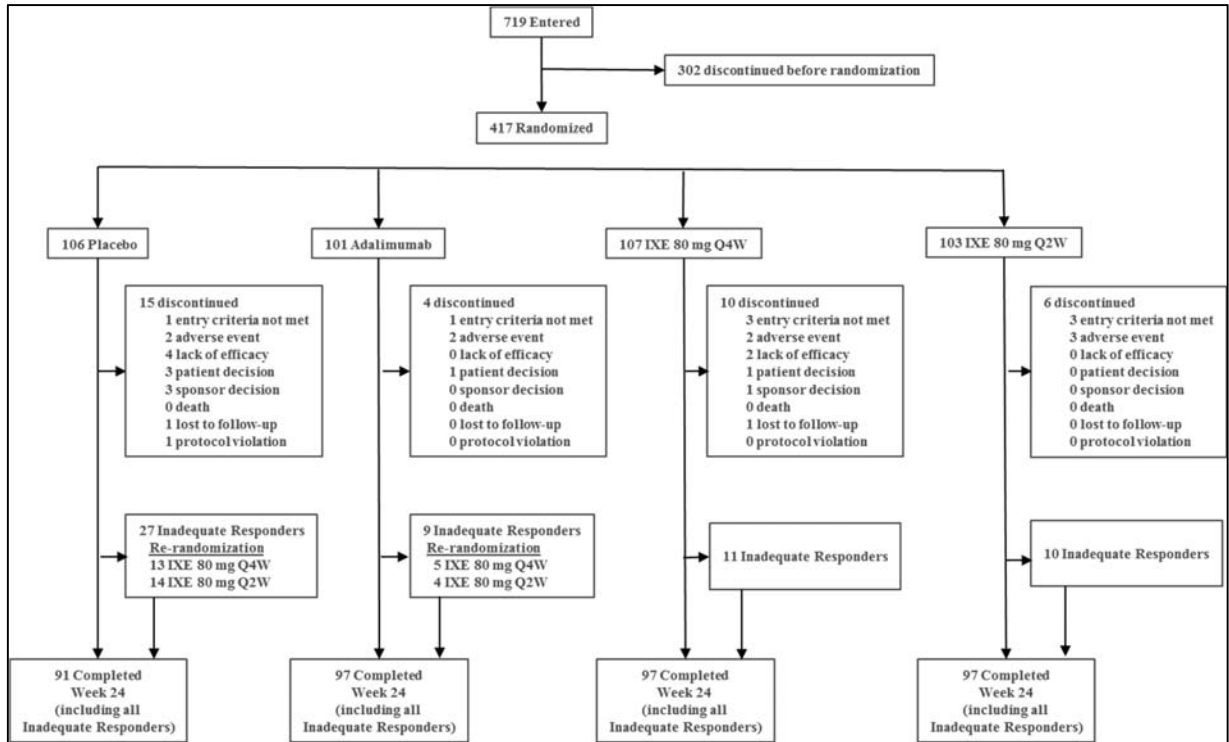 719 Entered
302 discontinued before randomization
417 Randomized
106 Placebo
101 Adalimumab
107 IXE 80 mg Q4W
103 IXE 80 mg Q2W
15 discontinued
1 entry criteria not met
2 adverse event
4 lack of efficacy
3 patient decision
3 sponsor decision
0 death
1 lost to follow-up
1 protocol violation
4 discontinued
1 entry criteria not met
2 adverse event
0 lack of efficacy
1 patient decision
0 sponsor decision
0 death
0 lost to follow-up
0 protocol violation
10 discontinued
3 entry criteria not met
2 adverse event
2 lack of efficacy
1 patient decision
1 sponsor decision
0 death
1 lost to follow-up
0 protocol violation
6 discontinued
3 entry criteria not met
3 adverse event
0 lack of efficacy
0 patient decision
0 sponsor decision
0 death
0 lost to follow-up
0 protocol violation
27 Inadequate Responders
Re-randomization
13 IXE 80 mg Q4W
14 IXE 80 mg Q2W
9 Inadequate Responders
Re-randomization
5 IXE 80 mg Q4W
4 IXE 80 mg Q2W
11 Inadequate Responders
10 Inadequate Responders
91 Completed
Week 24
(including all
Inadequate Responders)
97 Completed
Week 24
(including all
Inadequate Responders)
97 Completed
Week 24
(including all
Inadequate Responders)
97 Completed
Week 24
(including all
Inadequate Responders)